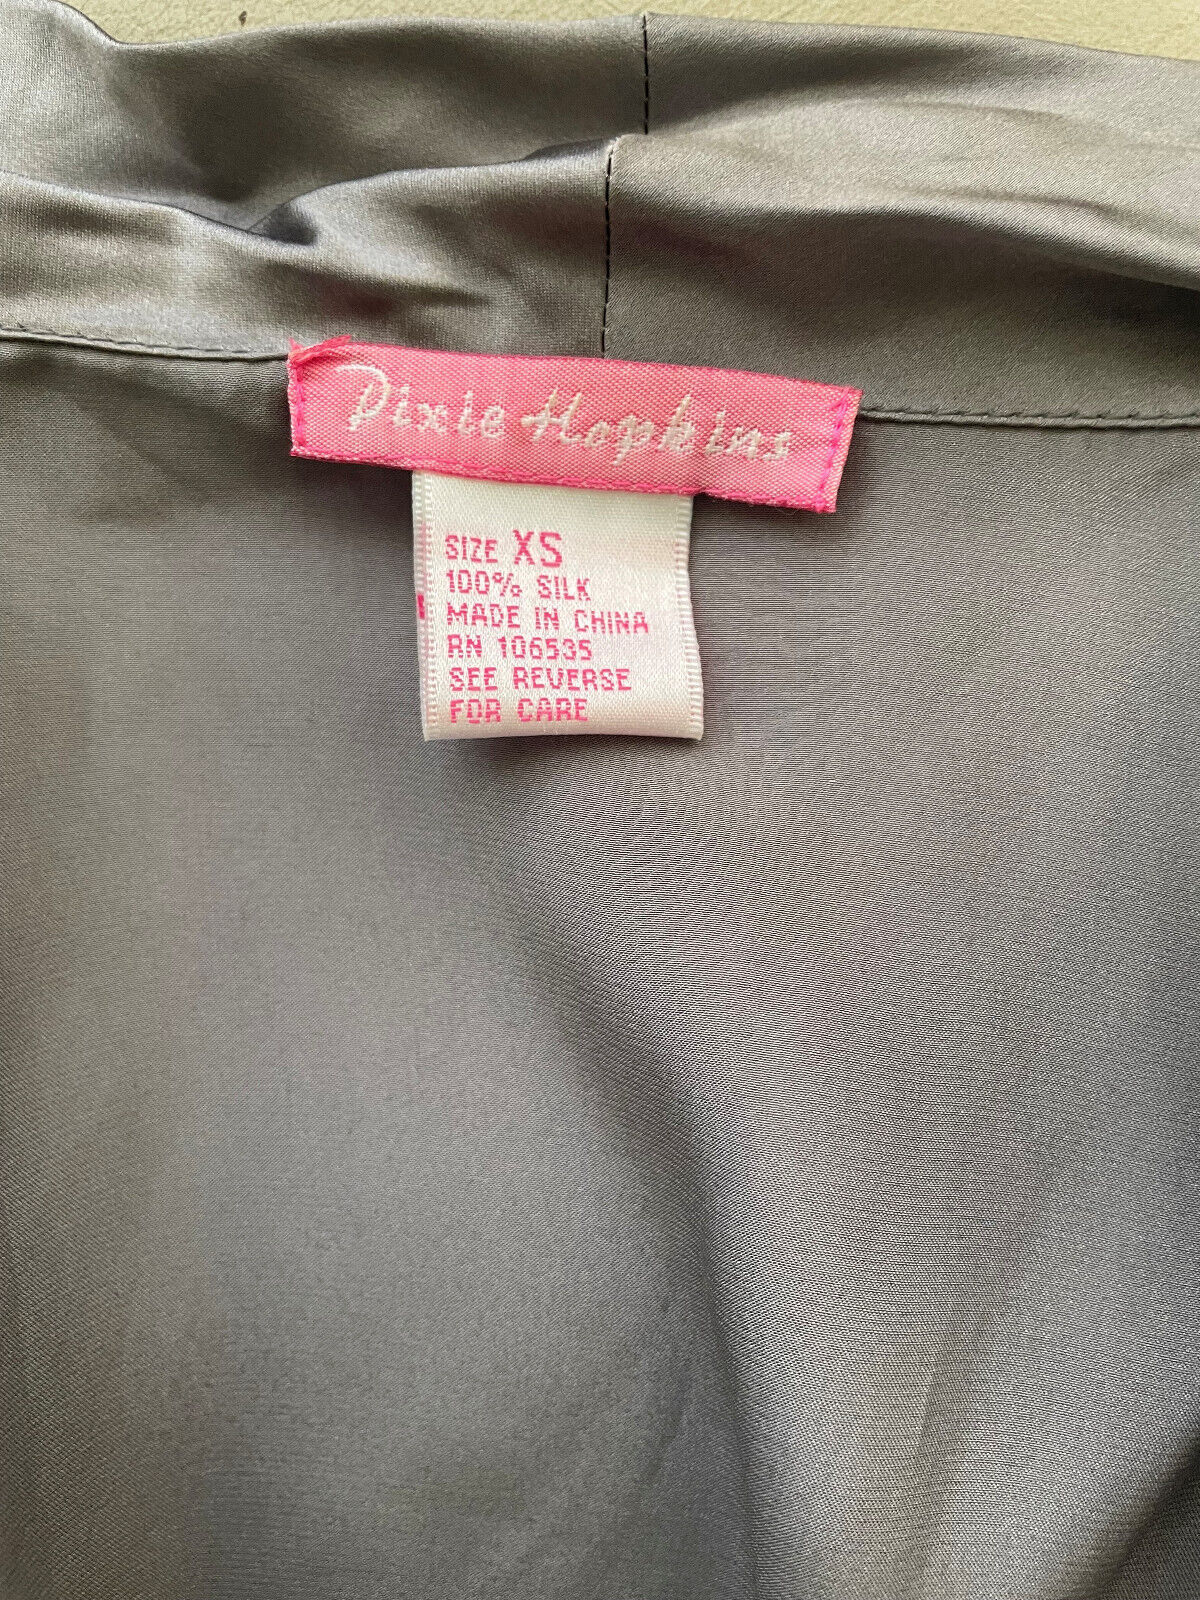 Pixie Hopkins
SIZE XS
100% SILK
MADE IN CHINA
RN 106535
SEE REVERSE
FOR CARE